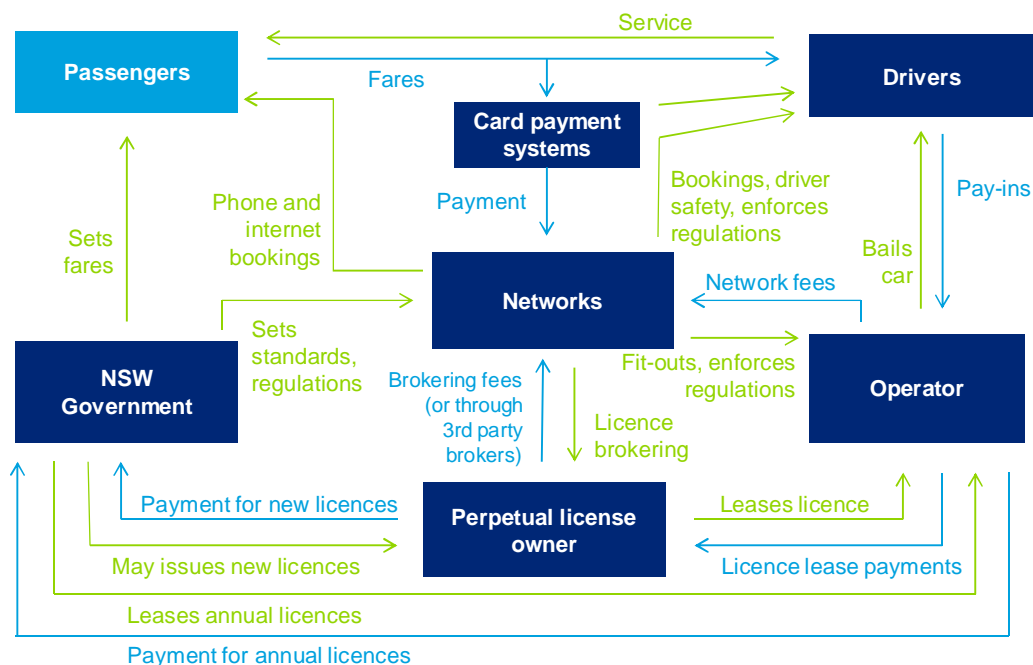 Service
Passengers
Fares
Drivers
Card payment
systems
Payment
Phone and
internet
bookings
Bookings, driver
safety, enforces
regulations
Pay-ins
Sets
fares
Bails
car
Networks
Network fees
Sets
standards,
regulations
NSW
Government
Brokering fees
(or through
3rd party
brokers)
Licence
brokering
Fit-outs, enforces
regulations
Operator
Payment for new licences
Perpetual license
owner
Leases licence
May issues new licences
Licence lease payments
Leases annual licences
Payment for annual licences